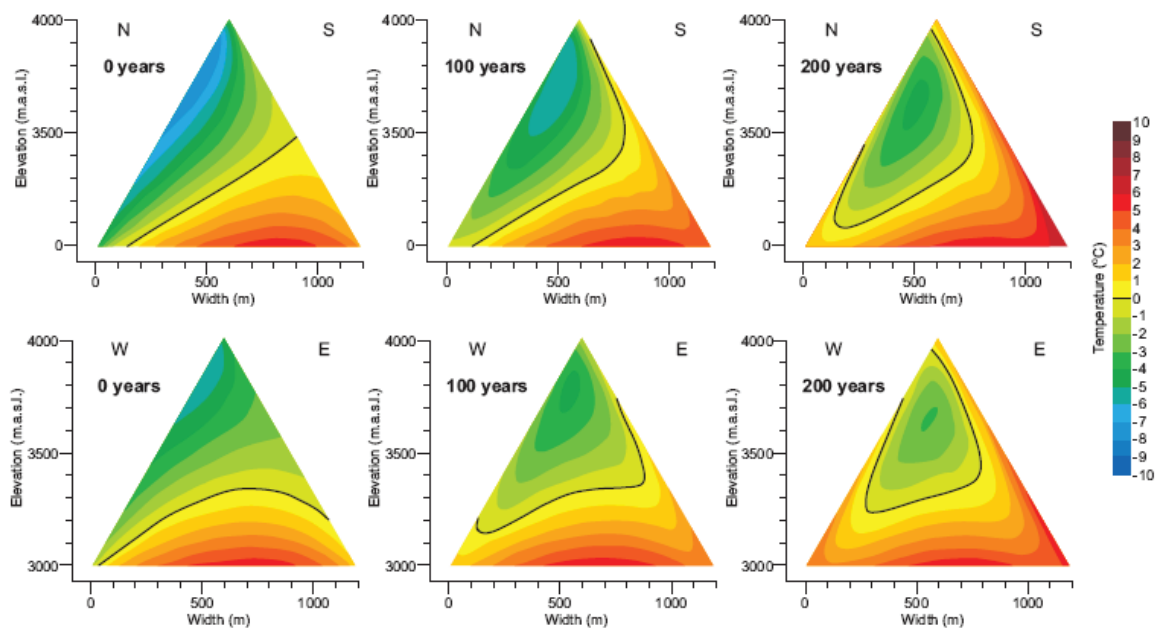 4000
N
S
0 years
3500
0
Elevation (m.a.s.l.)
0
500
1000
Width (m)
4000
N
S
100 years
3500
0
Elevation (m.a.s.l.)
0
500
1000
Width (m)
4000
N
S
200 years
3500
0
Elevation (m.a.s.l.)
0
500
1000
Width (m)
10
9
8
7
6
5
4
3
2
1
0
-1
-2
-3
-4
-5
-6
-7
-8
-9
-10
Temperature (°C)
4000
W
E
0 years
3500
3000
Elevation (m.a.s.l.)
0
500
1000
Width (m)
4000
W
E
100 years
3500
3000
Elevation (m.a.s.l.)
0
500
1000
Width (m)
4000
W
E
200 years
3500
3000
Elevation (m.a.s.l.)
0
500
1000
Width (m)